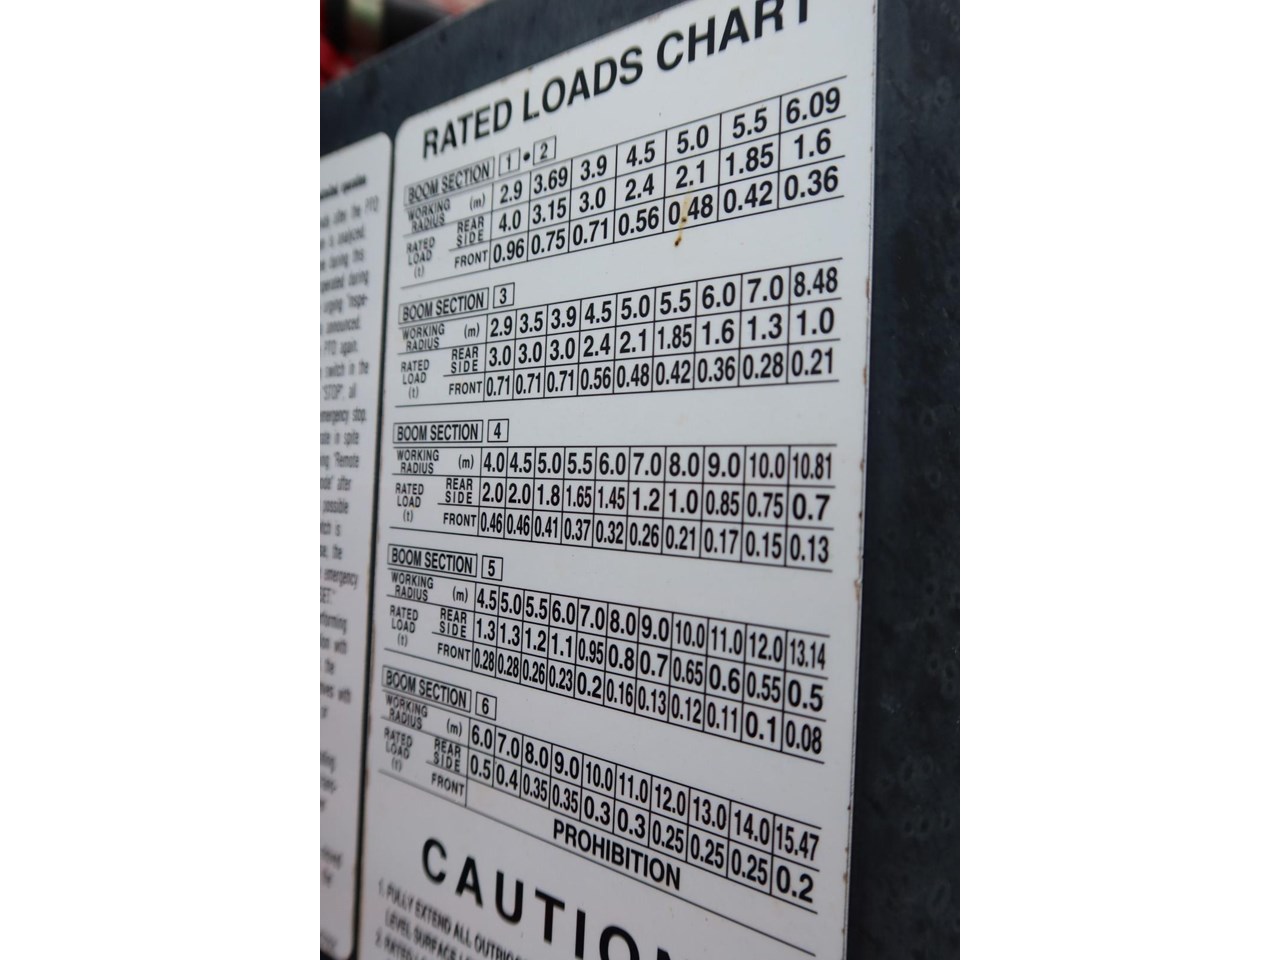 RATED LOADS CHART
BOOM SECTION 1・2
WORKING RADIUS (m) 2.9 3.69 3.9 4.5 5.0 5.5 6.09
RATED LOAD (t) REAR SIDE 4.0 3.15 3.0 2.4 2.1 1.85 1.6
FRONT 0.96 0.75 0.71 0.56 0.48 0.42 0.36
BOOM SECTION 3
WORKING RADIUS (m) 2.9 3.5 3.9 4.5 5.0 5.5 6.0 7.0 8.48
RATED LOAD (t) REAR SIDE 3.0 3.0 3.0 2.4 2.1 1.85 1.6 1.3 1.0
FRONT 0.71 0.71 0.71 0.56 0.48 0.42 0.36 0.28 0.21
BOOM SECTION 4
WORKING RADIUS (m) 4.0 4.5 5.0 5.5 6.0 7.0 8.0 9.0 10.0 10.81
RATED LOAD (t) REAR SIDE 2.0 2.0 1.8 1.65 1.45 1.2 1.0 0.85 0.75 0.7
FRONT 0.46 0.46 0.41 0.37 0.32 0.26 0.21 0.17 0.15 0.13
BOOM SECTION 5
WORKING RADIUS (m) 4.5 5.0 5.5 6.0 7.0 8.0 9.0 10.0 11.0 12.0 13.14
RATED LOAD (t) REAR SIDE 1.3 1.3 1.2 1.1 0.95 0.8 0.7 0.65 0.6 0.55 0.5
FRONT 0.28 0.28 0.26 0.23 0.2 0.16 0.13 0.12 0.11 0.1 0.08
BOOM SECTION 6
WORKING RADIUS (m) 6.0 7.0 8.0 9.0 10.0 11.0 12.0 13.0 14.0 15.47
RATED LOAD (t) REAR SIDE 0.5 0.4 0.35 0.35 0.3 0.3 0.25 0.25 0.25 0.2
FRONT PROHIBITION
CAUTION
1. FULLY EXTEND ALL
LEVEL SURFACE
2. RATED